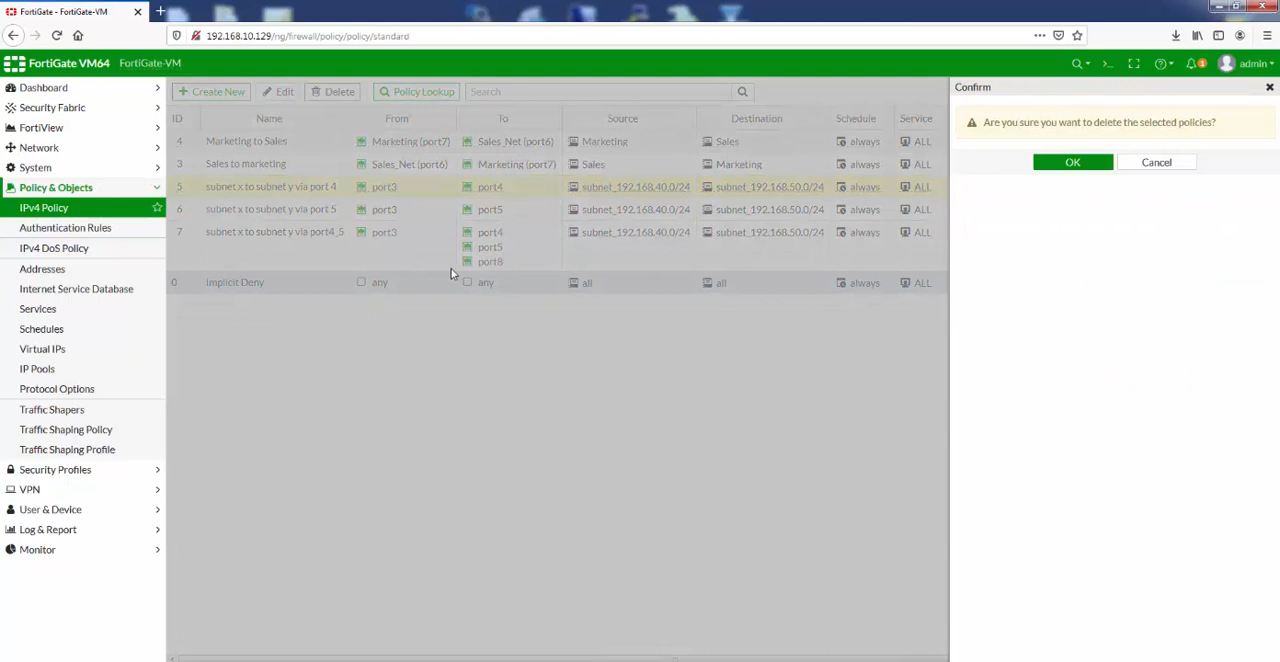 FortiGate - FortiGate-VM
192.168.10.129/ng/firewall/policy/policy/standard
FortiGate VM64 FortiGate-VM
1 admin
Dashboard
Security Fabric
FortiView
Network
System
Policy & Objects
IPv4 Policy
Authentication Rules
IPv4 DoS Policy
Addresses
Internet Service Database
Services
Schedules
Virtual IPs
IP Pools
Protocol Options
Traffic Shapers
Traffic Shaping Policy
Traffic Shaping Profile
Security Profiles
VPN
User & Device
Log & Report
Monitor
+ Create New Edit Delete Policy Lookup Search
ID Name From To Source Destination Schedule Service
4 Marketing to Sales Marketing (port7) Sales_Net (port6) Marketing Sales always ALL
3 Sales to marketing Sales_Net (port6) Marketing (port7) Sales Marketing always ALL
5 subnet x to subnet y via port 4 port3 port4 subnet_192.168.40.0/24 subnet_192.168.50.0/24 always ALL
6 subnet x to subnet y via port 5 port3 port5 subnet_192.168.40.0/24 subnet_192.168.50.0/24 always ALL
7 subnet x to subnet y via port4_5 port3 port4 subnet_192.168.40.0/24 subnet_192.168.50.0/24 always ALL
port5
port8
0 Implicit Deny any any all all always ALL
Confirm
Are you sure you want to delete the selected policies?
OK Cancel